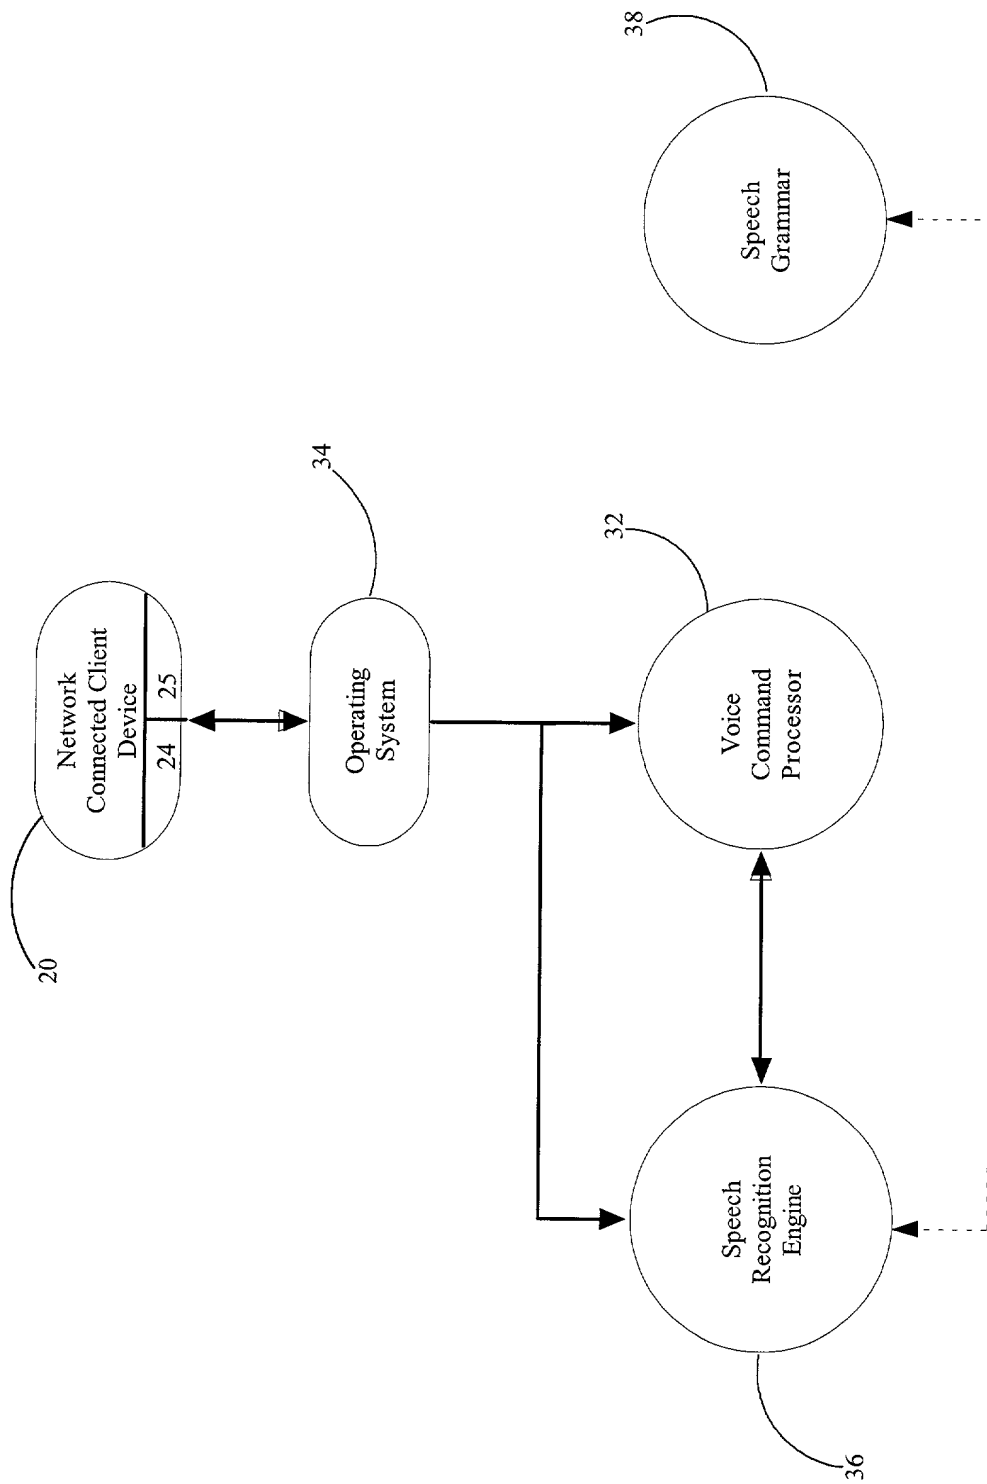 20
Network
Connected Client
Device
24 25
34
Operating
System
32
Voice
Command
Processor
36
Speech
Recognition
Engine
38
Speech
Grammar